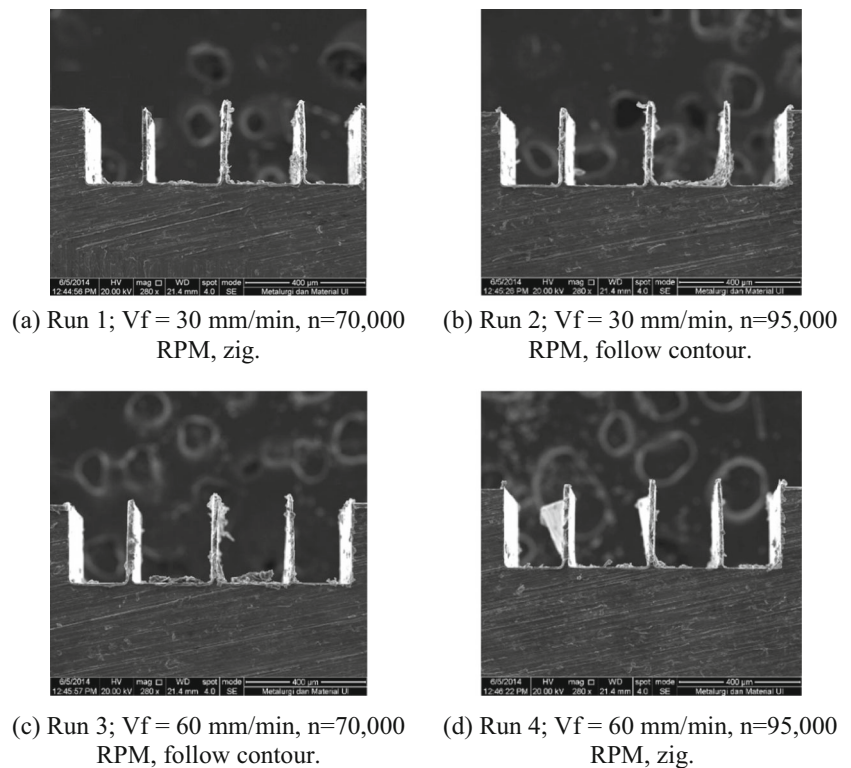 6/5/2014 HV mag □ WD spot mode 400 µm
12:44:56 PM 20.00 kV 280 x 21.4 mm 4.0 SE Metalurgi dan Material UI
6/5/2014 HV mag □ WD spot mode 400 µm
12:45:26 PM 20.00 kV 280 x 21.4 mm 4.0 SE Metalurgi dan Material UI
(a) Run 1; Vf = 30 mm/min, n=70,000
RPM, zig.
(b) Run 2; Vf = 30 mm/min, n=95,000
RPM, follow contour.
6/5/2014 HV mag □ WD spot mode 400 µm
12:45:57 PM 20.00 kV 280 x 21.4 mm 4.0 SE Metalurgi dan Material UI
6/5/2014 HV mag □ WD spot mode 400 µm
12:46:22 PM 20.00 kV 280 x 21.4 mm 4.0 SE Metalurgi dan Material UI
(c) Run 3; Vf = 60 mm/min, n=70,000
RPM, follow contour.
(d) Run 4; Vf = 60 mm/min, n=95,000
RPM, zig.